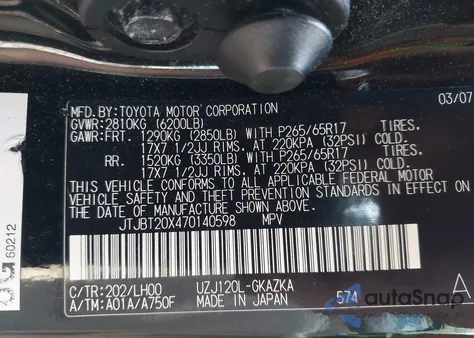 MFD.BY:TOYOTA MOTOR CORPORATION 03/07
GVWR:2810KG (6200LB)
GAWR:FRT. 1290KG (2850LB) WITH P265/65R17 TIRES.
17X7 1/2JJ RIMS, AT 220KPA (32PSI) COLD.
RR. 1520KG (3350LB) WITH P265/65R17 TIRES.
17X7 1/2JJ RIMS, AT 220KPA (32PSI) COLD.
THIS VEHICLE CONFORMS TO ALL APPLICABLE FEDERAL MOTOR
VEHICLE SAFETY AND THEFT PREVENTION STANDARDS IN EFFECT ON
THE DATE OF MANUFACTURE SHOWN ABOVE.
JTJBT20X470140598 MPV
C/TR:202/LH00 UZJ120L-GKAZKA
A/TM:A01A/A750F MADE IN JAPAN 574 A
60212
autoSnap